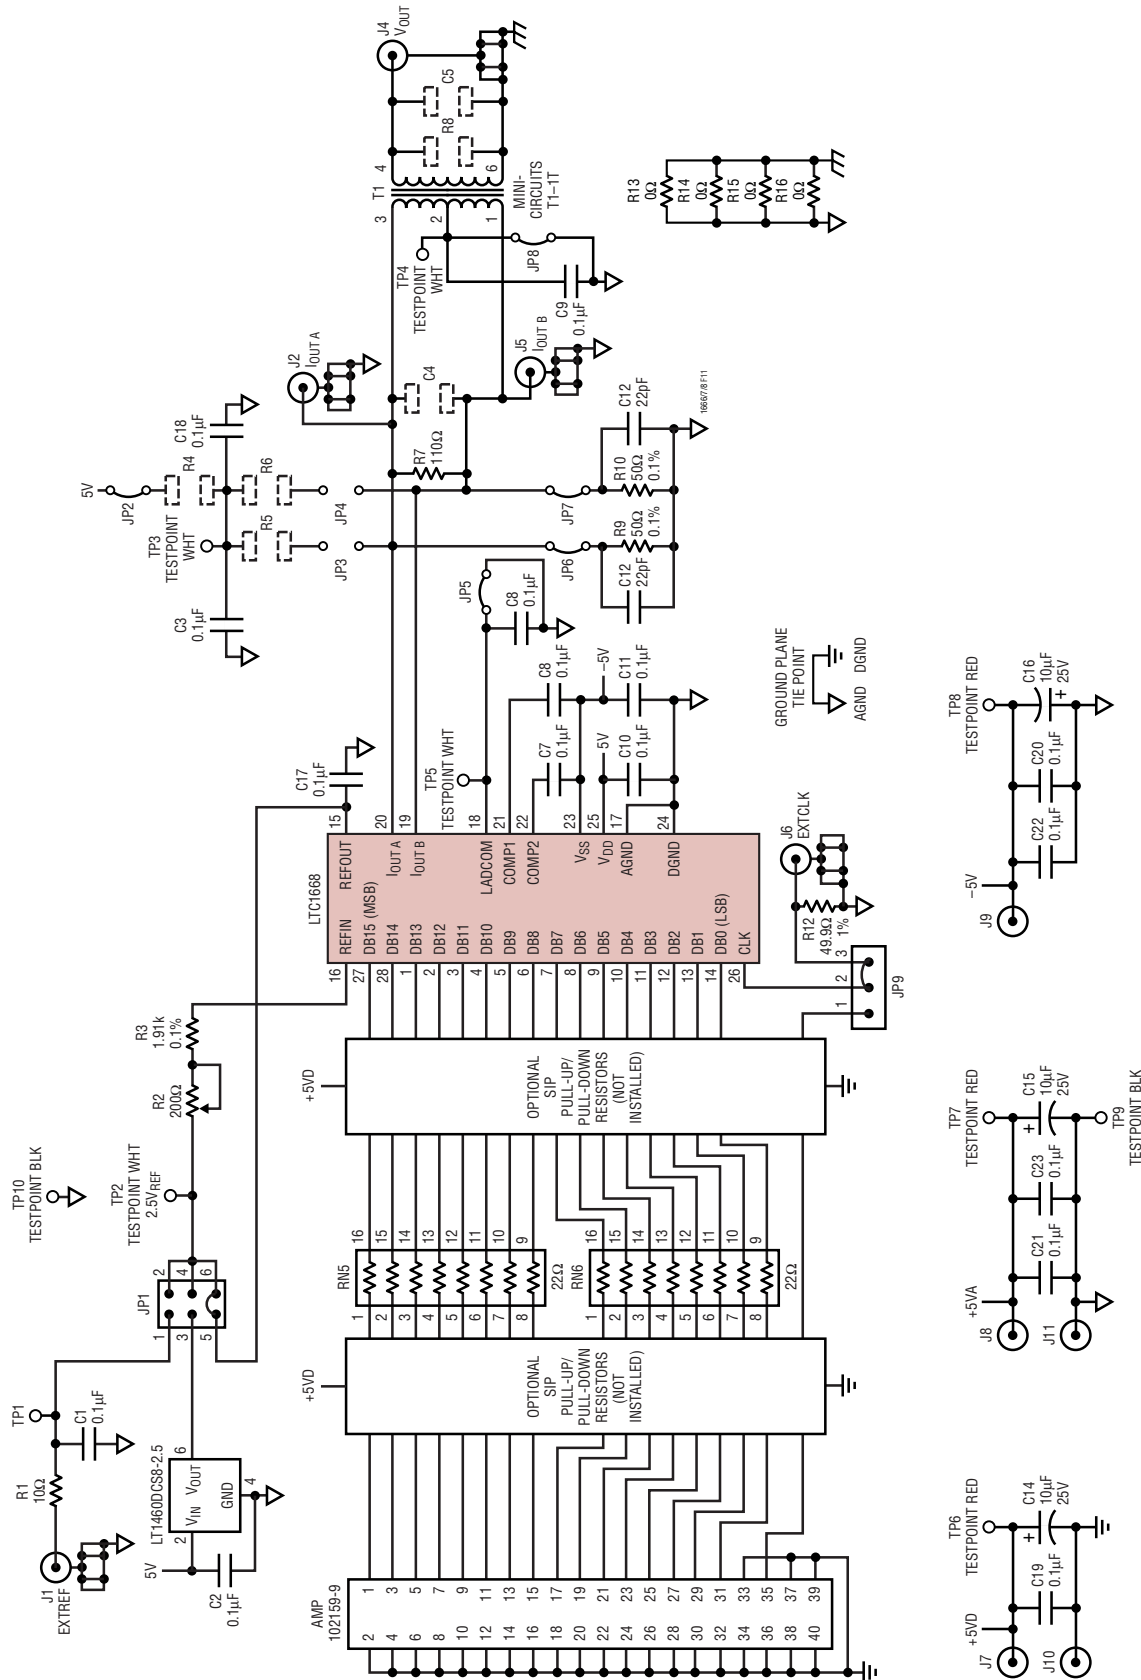 J4
VOUT
C5
R8
4
6
T1
3
2
1
MINI-
CIRCUITS
T1–1T
TP4
TESTPOINT
WHT
JP8
C9
0.1µF
R13
0Ω
R14
0Ω
R15
0Ω
R16
0Ω
J2
IOUT A
C4
J5
IOUT B
R7
110Ω
C18
0.1µF
5V
JP2
R4
R6
JP4
TP3
TESTPOINT
WHT
R5
JP3
C3
0.1µF
JP7
R10
50Ω
0.1%
C12
22pF
1666/7/8 F11
JP6
R9
50Ω
0.1%
C12
22pF
JP5
C8
0.1µF
C8
0.1µF
–5V
C11
0.1µF
C7
0.1µF
5V
C10
0.1µF
TP5
TESTPOINT WHT
C17
0.1µF
GROUND PLANE
TIE POINT
AGND
DGND
LTC1668
15
REFOUT
20
IOUT A
19
IOUT B
18
LADCOM
21
COMP1
22
COMP2
23
VSS
25
VDD
17
AGND
24
DGND
16
REFIN
27
DB15 (MSB)
28
DB14
1
DB13
2
DB12
3
DB11
4
DB10
5
DB9
6
DB8
7
DB7
8
DB6
9
DB5
10
DB4
11
DB3
12
DB2
13
DB1
14
DB0 (LSB)
26
CLK
J6
EXTCLK
R12
49.9Ω
1%
1
2
3
JP9
R3
1.91k
0.1%
R2
200Ω
TP10
TESTPOINT BLK
TP2
TESTPOINT WHT
2.5VREF
JP1
2
4
6
1
3
5
+5VD
OPTIONAL
SIP
PULL-UP/
PULL-DOWN
RESISTORS
(NOT
INSTALLED)
RN5
16
15
14
13
12
11
10
9
1
2
3
4
5
6
7
8
22Ω
RN6
16
15
14
13
12
11
10
9
1
2
3
4
5
6
7
8
22Ω
+5VD
OPTIONAL
SIP
PULL-UP/
PULL-DOWN
RESISTORS
(NOT
INSTALLED)
TP1
C1
0.1µF
R1
10Ω
J1
EXTREF
LT1460DCS8-2.5
6
VOUT
VIN
2
GND
4
5V
C2
0.1µF
AMP
102159-9
1
3
5
7
9
11
13
15
17
19
21
23
25
27
29
31
33
35
37
39
2
4
6
8
10
12
14
16
18
20
22
24
26
28
30
32
34
36
38
40
TP8
TESTPOINT RED
C16
10µF
25V
+
C20
0.1µF
C22
0.1µF
–5V
J9
TP7
TESTPOINT RED
C15
10µF
25V
+
TP9
TESTPOINT BLK
C23
0.1µF
C21
0.1µF
+5VA
J8
J11
TP6
TESTPOINT RED
C14
10µF
25V
+
C19
0.1µF
+5VD
J7
J10